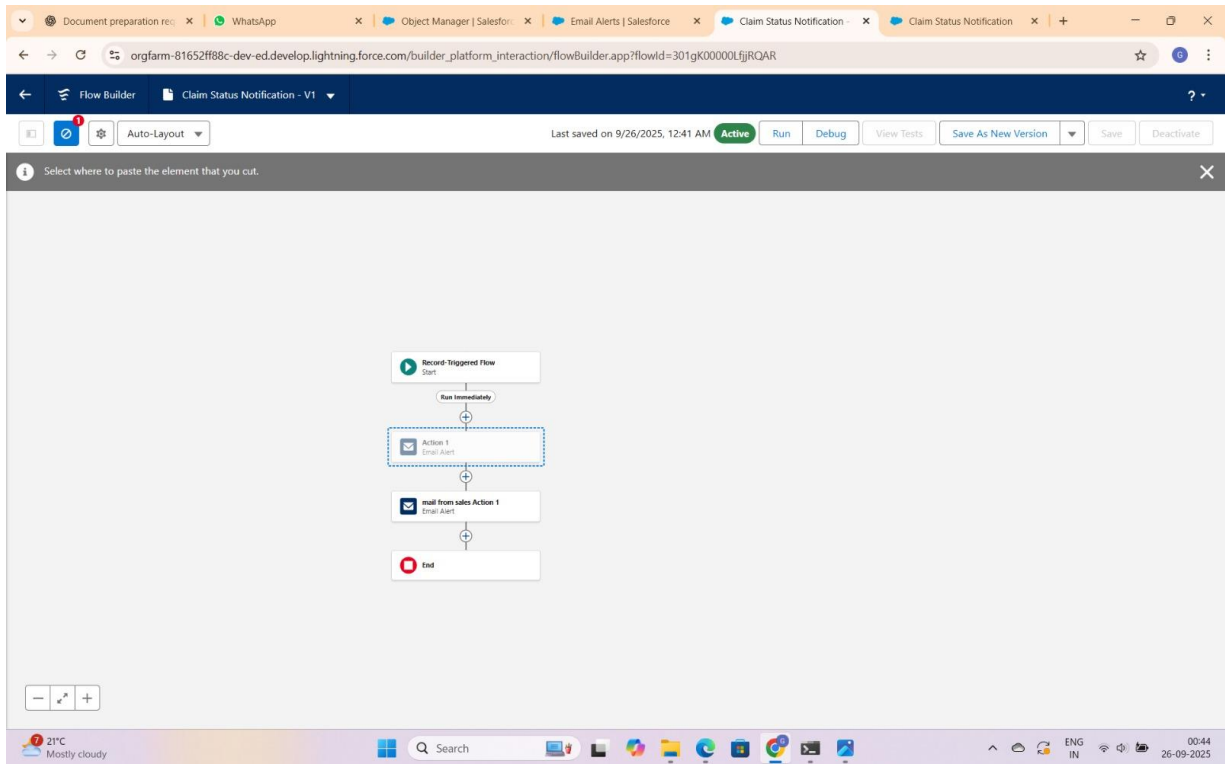 Document preparation req
WhatsApp
Object Manager | Salesforc
Email Alerts | Salesforce
Claim Status Notification -
Claim Status Notification
orgfarm-81652ff88c-dev-ed.develop.lightning.force.com/builder_platform_interaction/flowBuilder.app?flowId=301gK00000LfjjRQAR
G
Flow Builder
Claim Status Notification - V1
?
1
Auto-Layout
Last saved on 9/26/2025, 12:41 AM
Active
Run
Debug
View Tests
Save As New Version
Save
Deactivate
Select where to paste the element that you cut.
Record-Triggered Flow
Start
Run Immediately
Action 1
Email Alert
mail from sales Action 1
Email Alert
End
7
21°C
Mostly cloudy
Search
ENG
IN
00:44
26-09-2025